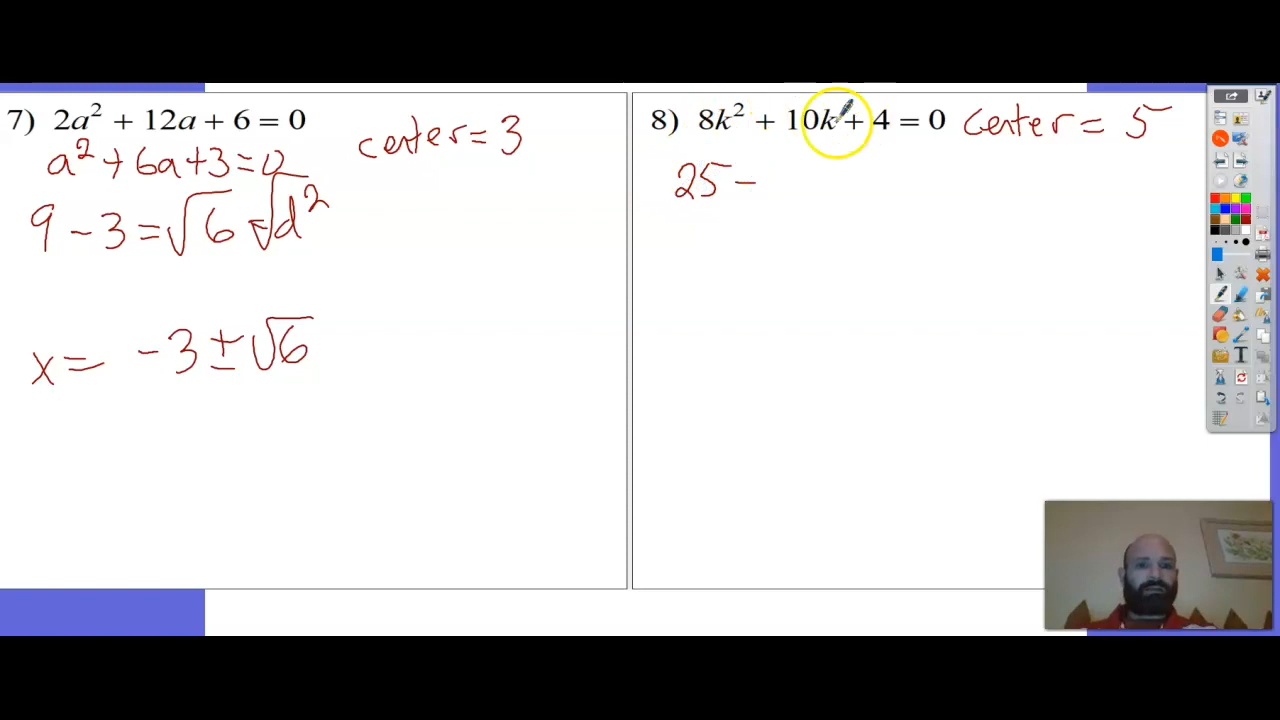 7) 2a² + 12a + 6 = 0
center = 3
a² + 6a + 3 = 0
9 - 3 = √6 = √d²
x = -3 ± √6
8) 8k² + 10k + 4 = 0
center = 5
25 -